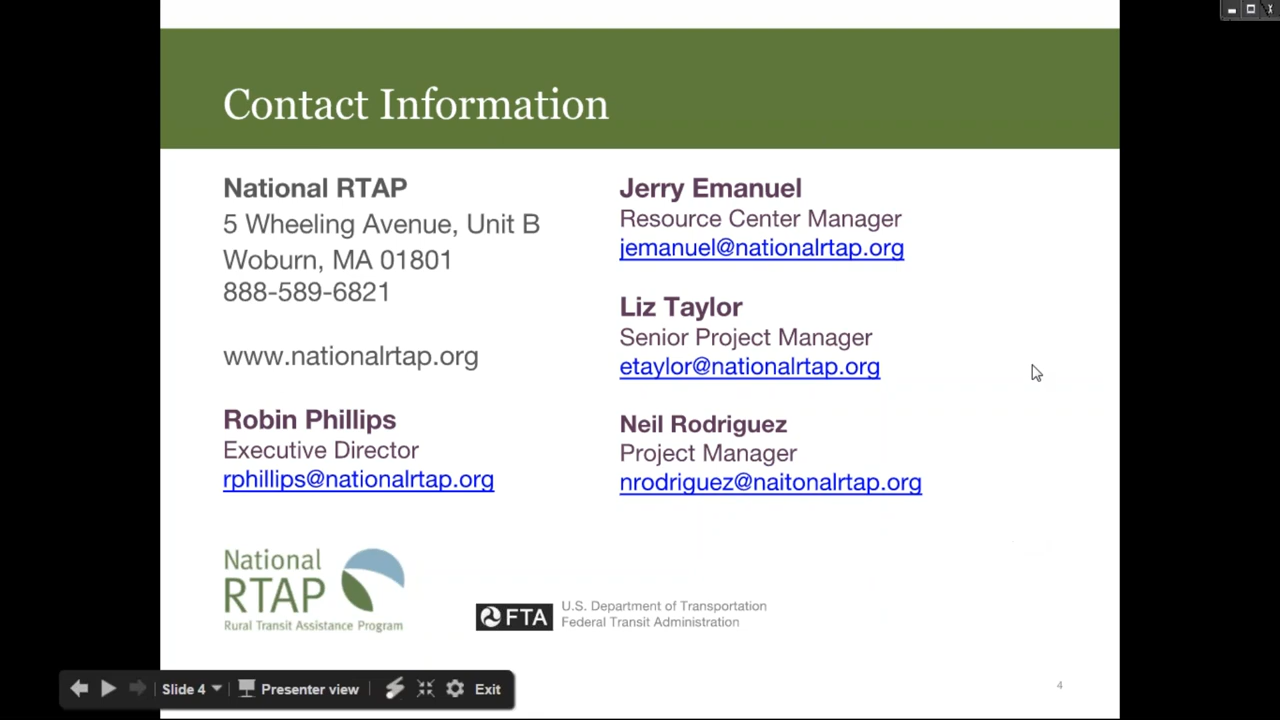 Contact Information
National RTAP
5 Wheeling Avenue, Unit B
Woburn, MA 01801
888-589-6821
www.nationalrtap.org
Robin Phillips
Executive Director
rphillips@nationalrtap.org
Jerry Emanuel
Resource Center Manager
jemanuel@nationalrtap.org
Liz Taylor
Senior Project Manager
etaylor@nationalrtap.org
Neil Rodriguez
Project Manager
nrodriguez@naitonalrtap.org
National
RTAP
Rural Transit Assistance Program
FTA
U.S. Department of Transportation
Federal Transit Administration
Slide 4 Presenter view Exit
4